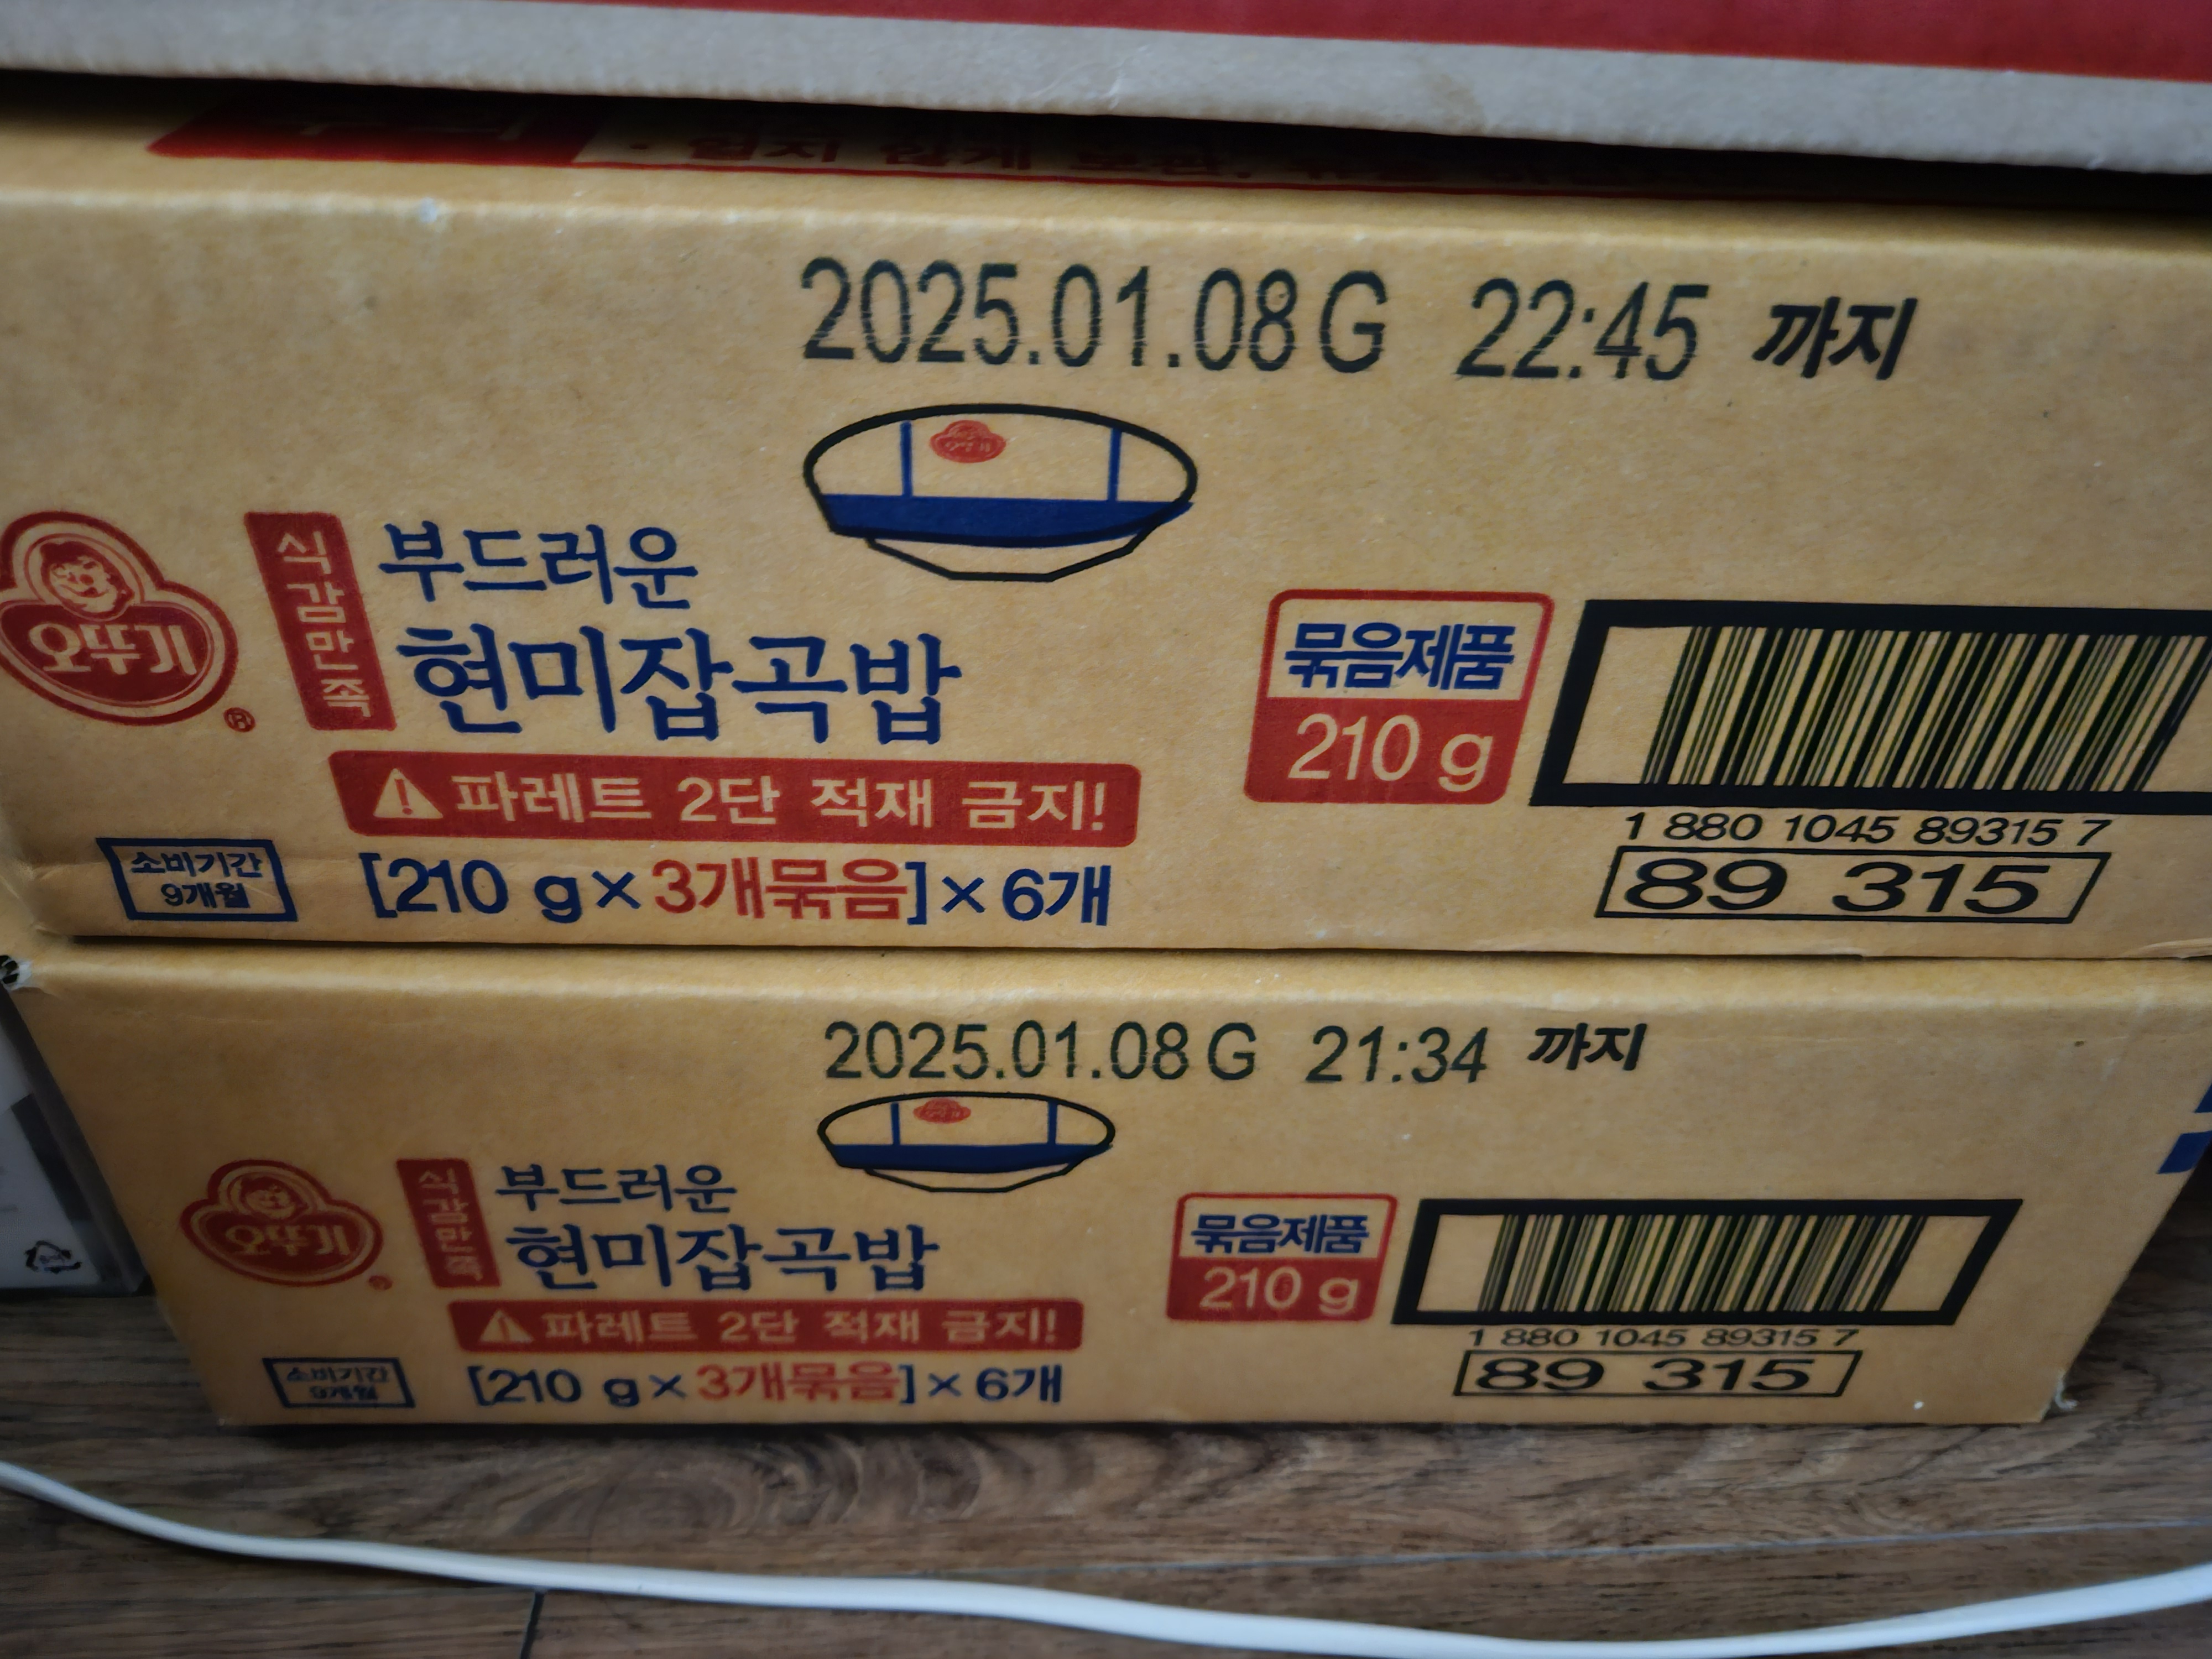 2025.01.08 G 22:45 까지
오뚜기
®
식감만족
부드러운
현미잡곡밥
묶음제품
210 g
파레트 2단 적재 금지!
1 880 1045 89315 7
89 315
소비기간
9개월
[210 g×3개묶음]×6개
2025.01.08 G 21:34 까지
오뚜기
®
식감만족
부드러운
현미잡곡밥
묶음제품
210 g
파레트 2단 적재 금지!
1 880 1045 89315 7
89 315
소비기간
9개월
[210 g×3개묶음]×6개